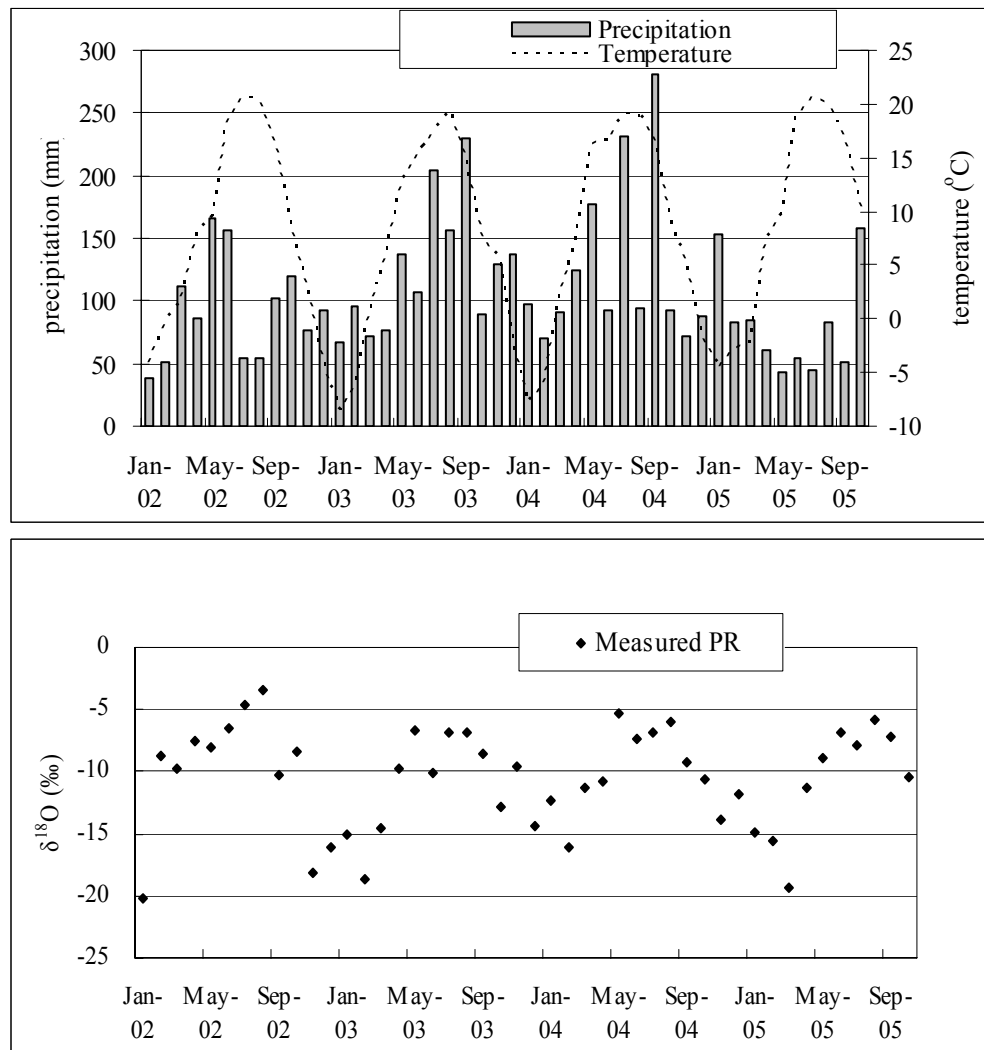 Precipitation
Temperature
300
250
200
150
100
50
0
precipitation (mm
25
20
15
10
5
0
-5
-10
temperature (°C)
Jan- May- Sep- Jan- May- Sep- Jan- May- Sep- Jan- May- Sep-
02 02 02 03 03 03 04 04 04 05 05 05
Measured PR
0
-5
-10
-15
-20
-25
δ¹⁸O (‰)
Jan- May- Sep- Jan- May- Sep- Jan- May- Sep- Jan- May- Sep-
02 02 02 03 03 03 04 04 04 05 05 05